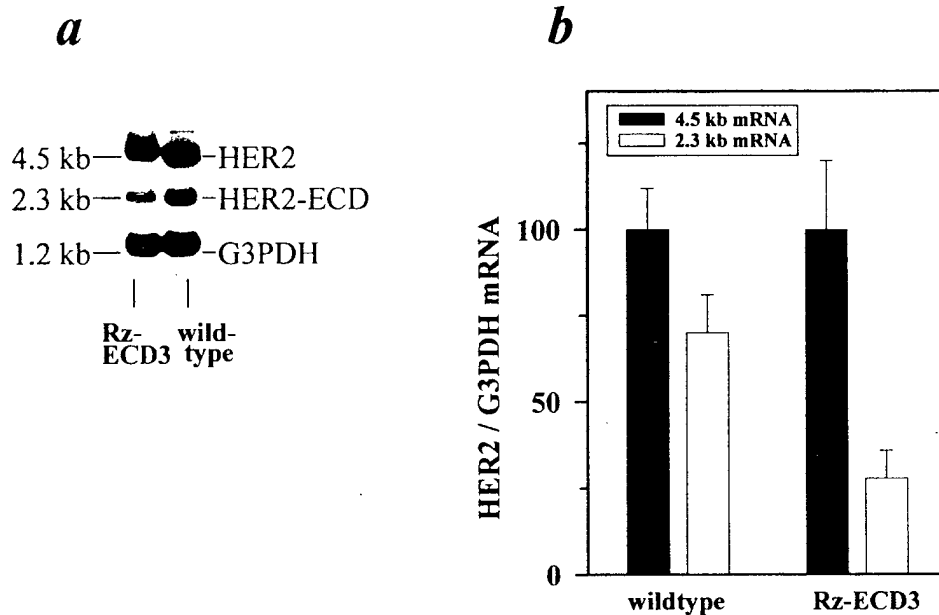 a
4.5 kb
HER2
2.3 kb
HER2-ECD
1.2 kb
G3PDH
Rz-
ECD3
wild-
type
b
4.5 kb mRNA
2.3 kb mRNA
HER2 / G3PDH mRNA
100
50
0
wildtype
Rz-ECD3